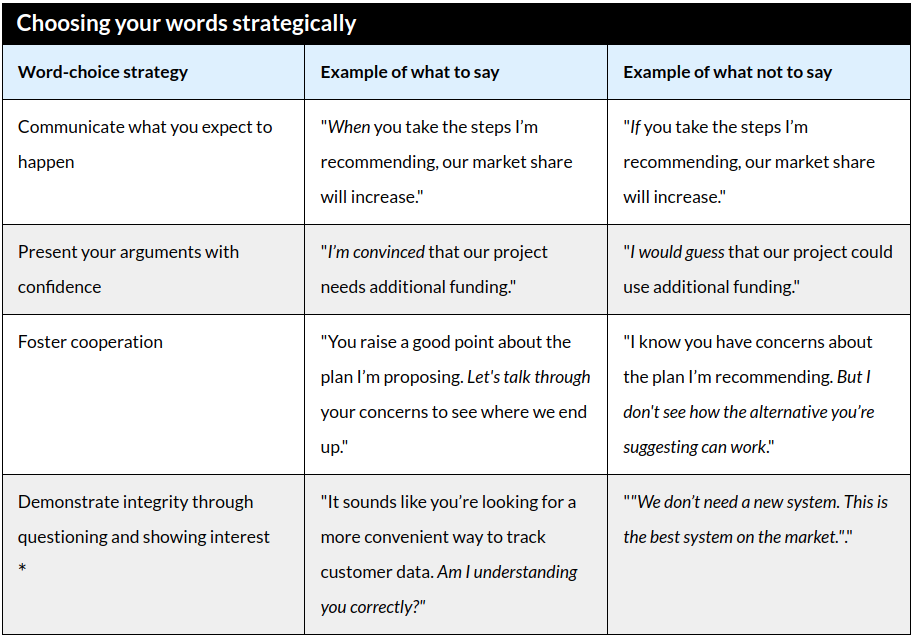 Choosing your words strategically
Word-choice strategy
Example of what to say
Example of what not to say
Communicate what you expect to
happen
"When you take the steps I’m
recommending, our market share
will increase."
"If you take the steps I’m
recommending, our market share
will increase."
Present your arguments with
confidence
"I’m convinced that our project
needs additional funding."
"I would guess that our project could
use additional funding."
Foster cooperation
"You raise a good point about the
plan I’m proposing. Let's talk through
your concerns to see where we end
up."
"I know you have concerns about
the plan I’m recommending. But I
don't see how the alternative you’re
suggesting can work."
Demonstrate integrity through
questioning and showing interest
*
"It sounds like you’re looking for a
more convenient way to track
customer data. Am I understanding
you correctly?"
""We don’t need a new system. This is
the best system on the market."."